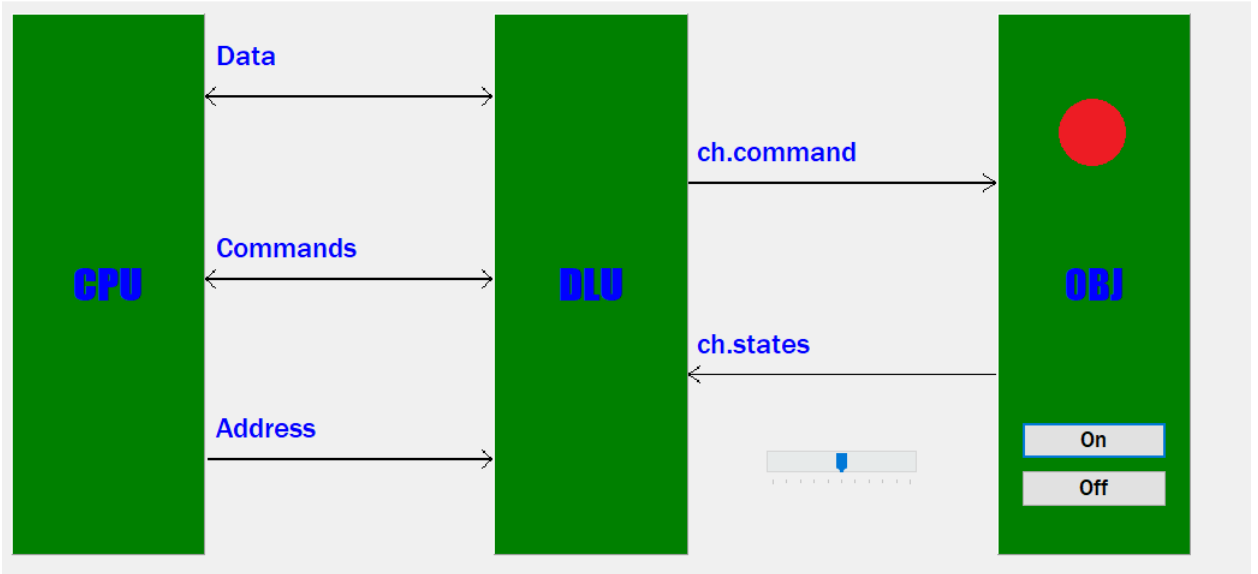 Data
ch.command
Commands
CPU
DLU
OBJ
ch.states
Address
On
Off